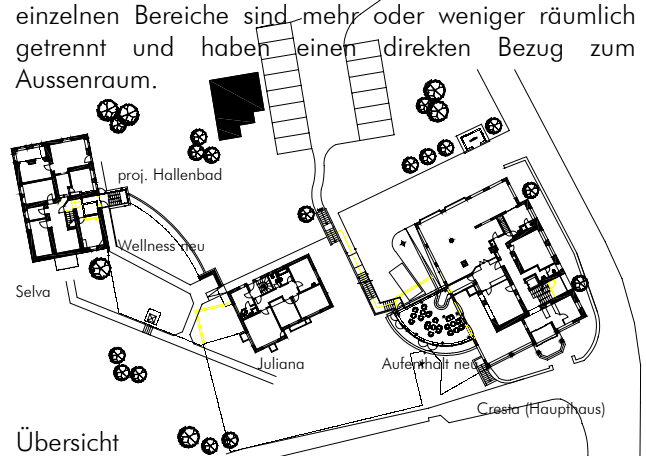 einzelnen Bereiche sind mehr oder weniger räumlich
getrennt und haben einen direkten Bezug zum
Aussenraum.
proj. Hallenbad
Wellness neu
Selva
Juliana
Aufenthalt neu
Cresta (Haupthaus)
Übersicht